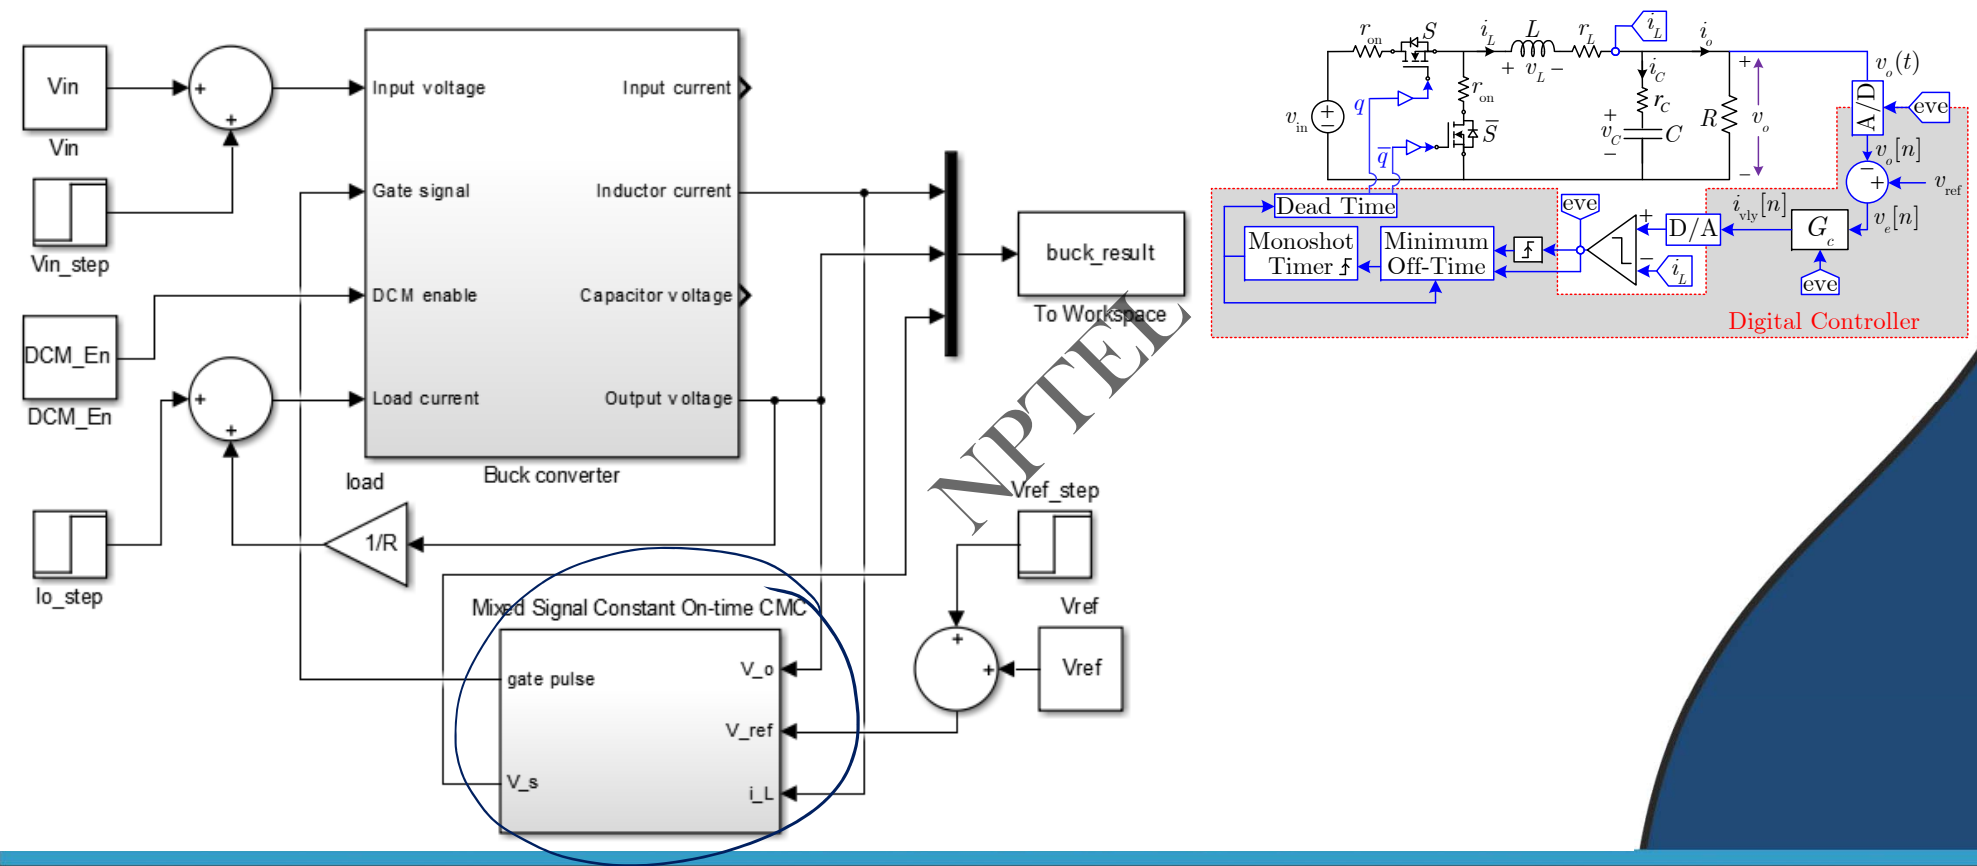 Vin
Vin
+
+
Vin_step
DCM_En
DCM_En
+
+
Io_step
Input voltage
Gate signal
DCM enable
Load current
Input current
Inductor current
Capacitor voltage
Output voltage
Buck converter
load
1/R
buck_result
To Workspace
NPTEL
Vref_step
Vref
+
+
Vref
Mixed Signal Constant On-time CMC
gate pulse
V_s
V_o
V_ref
i_L
r_on
S
i_L
L
r_L
i_L
i_o
+ v_L −
v_in
+
−
q
q̅
r_on
S̅
i_C
r_C
+
v_C
−
C
R
+
v_o
−
v_o(t)
A/D
eve
v_o[n]
−
+
v_ref
v_e[n]
G_c
eve
i_vly[n]
D/A
+
−
i_L
eve
Dead Time
Monoshot
Timer
Minimum
Off-Time
Digital Controller